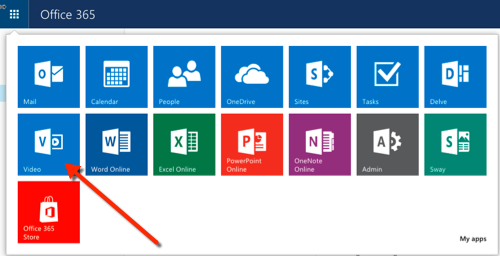 Office 365
Mail
Calendar
People
OneDrive
Sites
Tasks
Delve
Video
Word Online
Excel Online
PowerPoint
Online
OneNote
Online
Admin
Sway
Office 365
Store
My apps